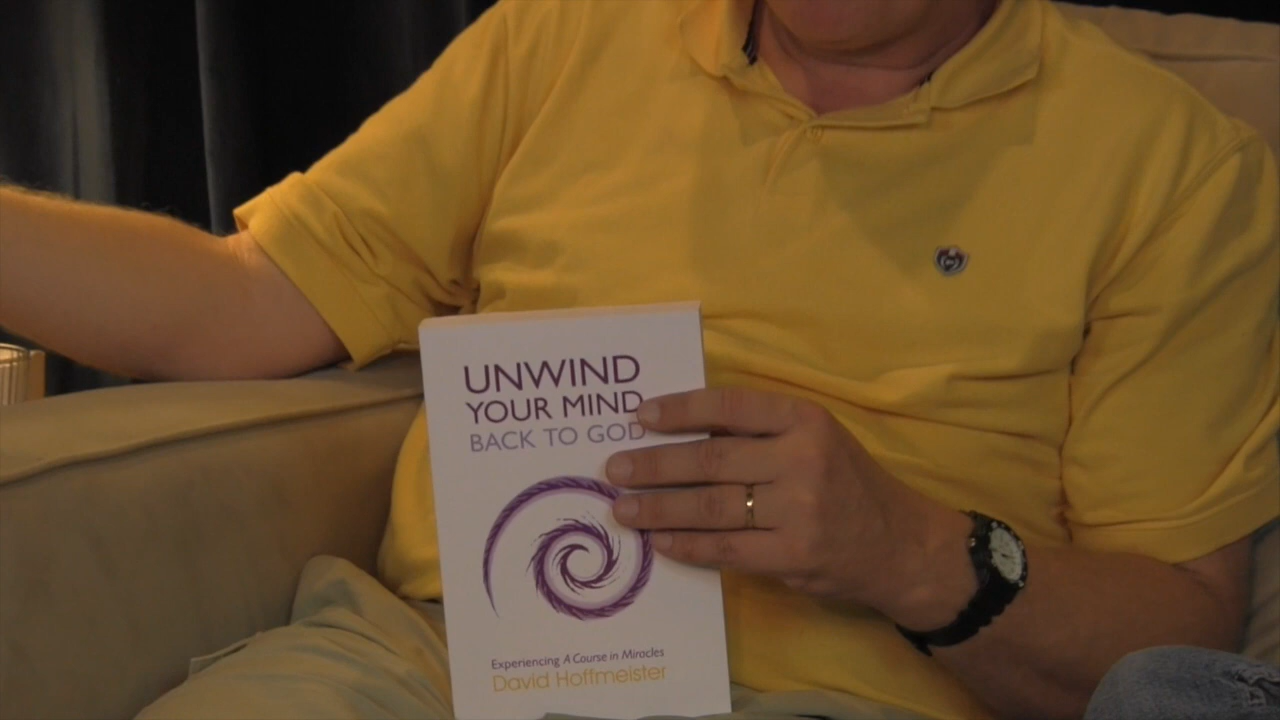 UNWIND
YOUR MIND
BACK TO GOD
Experiencing A Course in Miracles
David Hoffmeister